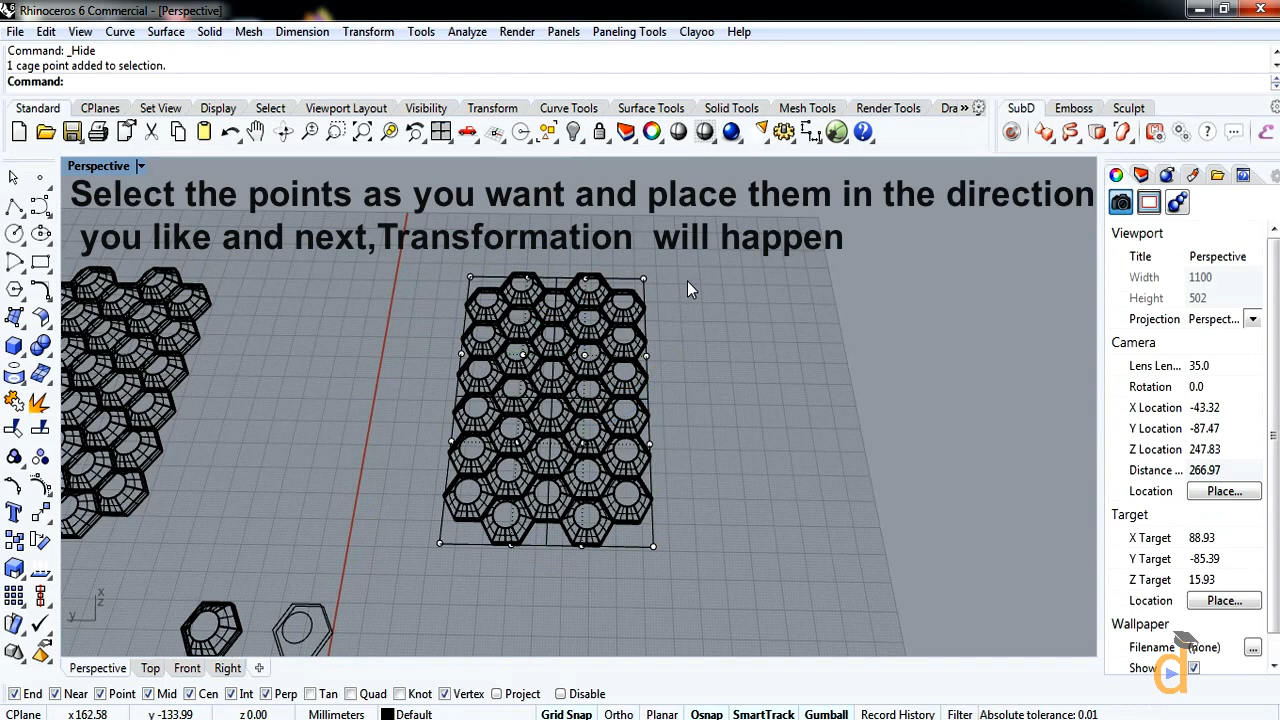 Rhinoceros 6 Commercial - [Perspective]
File Edit View Curve Surface Solid Mesh Dimension Transform Tools Analyze Render Panels Paneling Tools Clayoo Help
Command: _Hide
1 cage point added to selection.
Command:
Standard CPlanes Set View Display Select Viewport Layout Visibility Transform Curve Tools Surface Tools Solid Tools Mesh Tools Render Tools Dra SubD Emboss Sculpt
Perspective
Select the points as you want and place them in the direction
you like and next,Transformation will happen
Viewport
Title Perspective
Width 1100
Height 502
Projection Perspect...
Camera
Lens Len... 35.0
Rotation 0.0
X Location -43.32
Y Location -87.47
Z Location 247.83
Distance ... 266.97
Location Place...
Target
X Target 88.93
Y Target -85.39
Z Target 15.93
Location Place...
Wallpaper
Filename (none) ...
Show
x
z
y
Perspective Top Front Right
End Near Point Mid Cen Int Perp Tan Quad Knot Vertex Project Disable
CPlane x 162.58 y -133.99 z 0.00 Millimeters Default Grid Snap Ortho Planar Osnap SmartTrack Gumball Record History Filter Absolute tolerance: 0.01